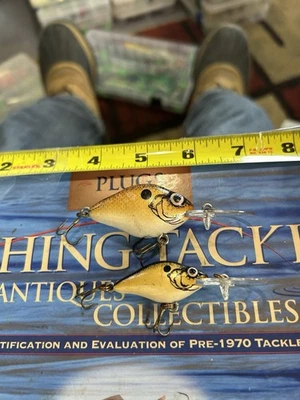 2 3 4 5 6 7 8
PLUGS
HING TACKL
ANTIQUES COLLECTIBLES
TIFICATION AND EVALUATION OF PRE-1970 TACKLE